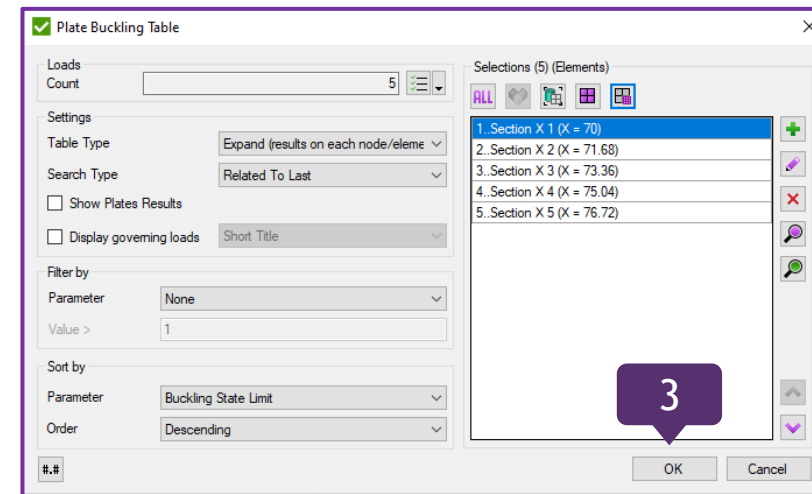 Plate Buckling Table
Loads
Count 5
Settings
Table Type Expand (results on each node/eleme
Search Type Related To Last
Show Plates Results
Display governing loads Short Title
Filter by
Parameter None
Value > 1
Sort by
Parameter Buckling State Limit
Order Descending
#.#
Selections (5) (Elements)
ALL
1..Section X 1 (X = 70)
2..Section X 2 (X = 71.68)
3..Section X 3 (X = 73.36)
4..Section X 4 (X = 75.04)
5..Section X 5 (X = 76.72)
3
OK Cancel